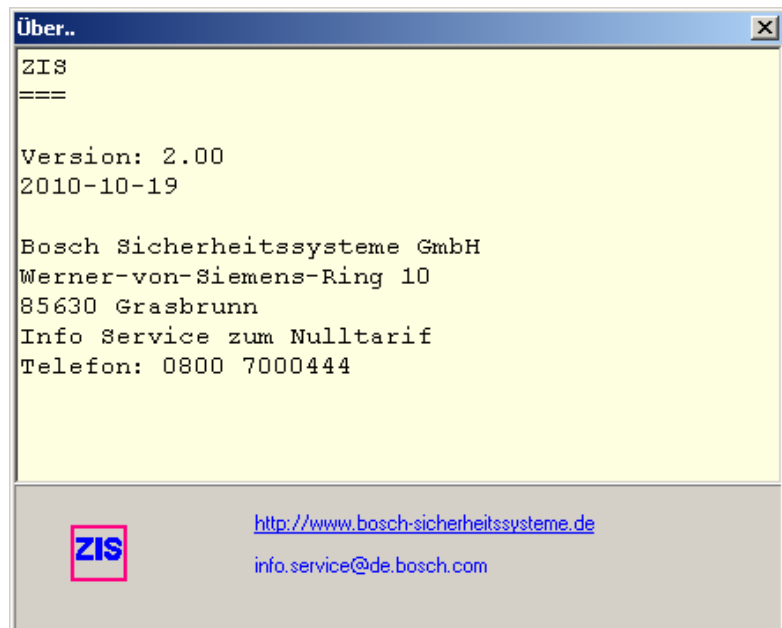 Über..
ZIS
===
Version: 2.00
2010-10-19
Bosch Sicherheitssysteme GmbH
Werner-von-Siemens-Ring 10
85630 Grasbrunn
Info Service zum Nulltarif
Telefon: 0800 7000444
http://www.bosch-sicherheitssysteme.de
ZIS
info.service@de.bosch.com